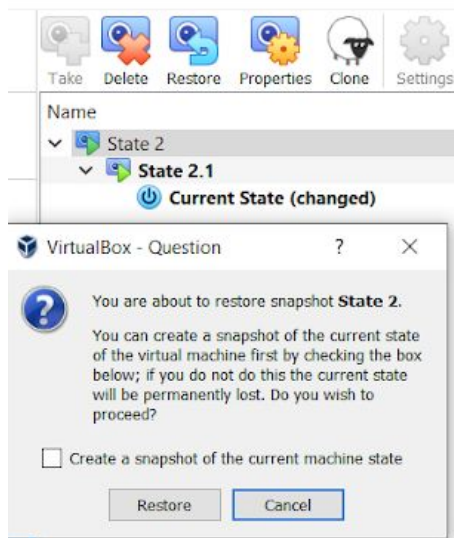 Take Delete Restore Properties Clone Settings
Name
State 2
State 2.1
Current State (changed)
VirtualBox - Question ?
You are about to restore snapshot State 2.
You can create a snapshot of the current state
of the virtual machine first by checking the box
below; if you do not do this the current state
will be permanently lost. Do you wish to
proceed?
Create a snapshot of the current machine state
Restore Cancel